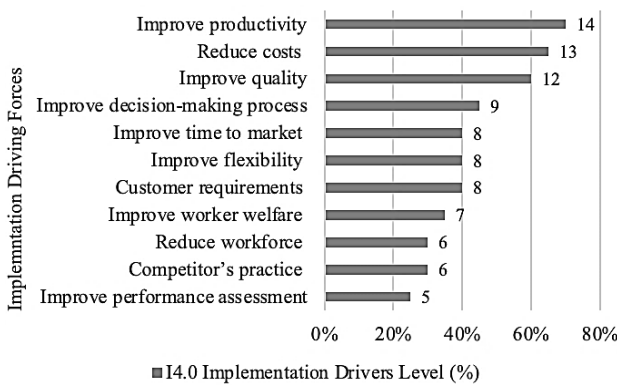 Implemntation Driving Forces
Improve productivity 14
Reduce costs 13
Improve quality 12
Improve decision-making process 9
Improve time to market 8
Improve flexibility 8
Customer requirements 8
Improve worker welfare 7
Reduce workforce 6
Competitor's practice 6
Improve performance assessment 5
0% 20% 40% 60% 80%
I4.0 Implementation Drivers Level (%)